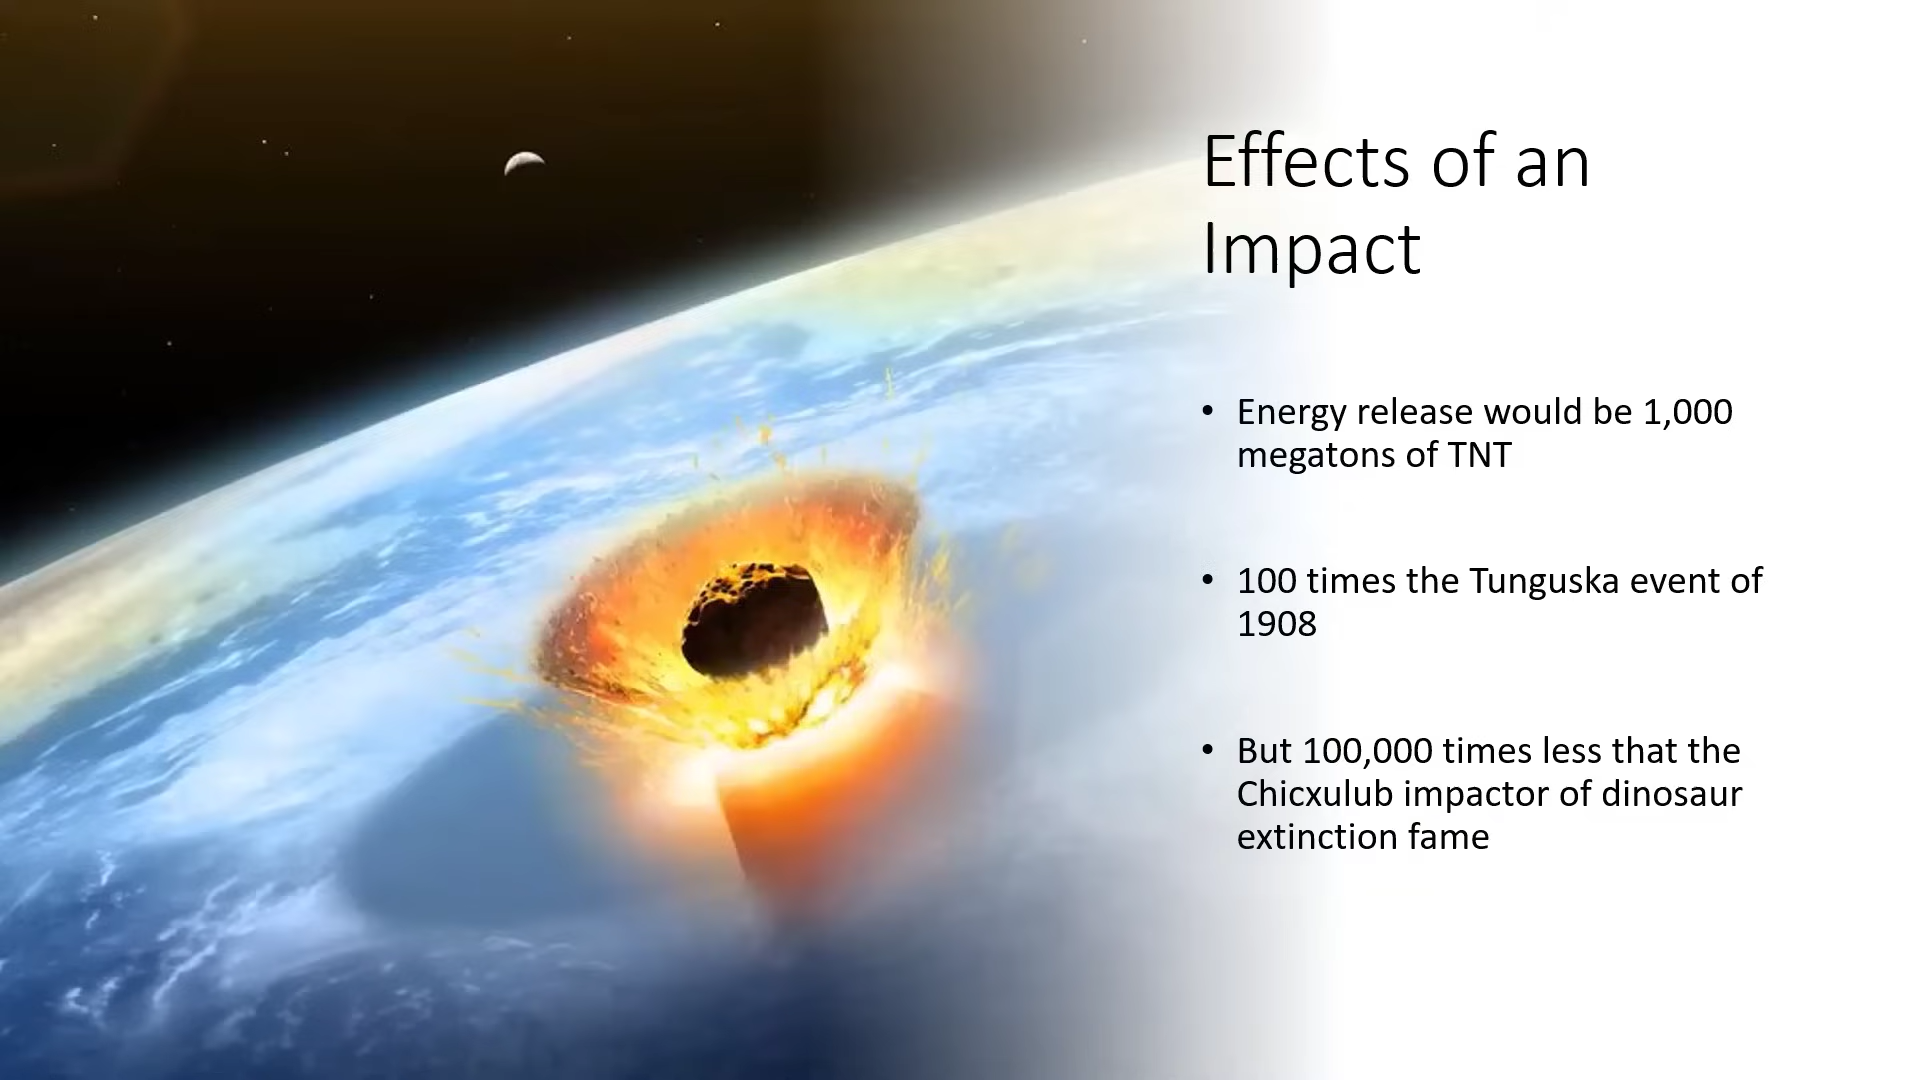 Effects of an
Impact
• Energy release would be 1,000
megatons of TNT
• 100 times the Tunguska event of
1908
• But 100,000 times less that the
Chicxulub impactor of dinosaur
extinction fame